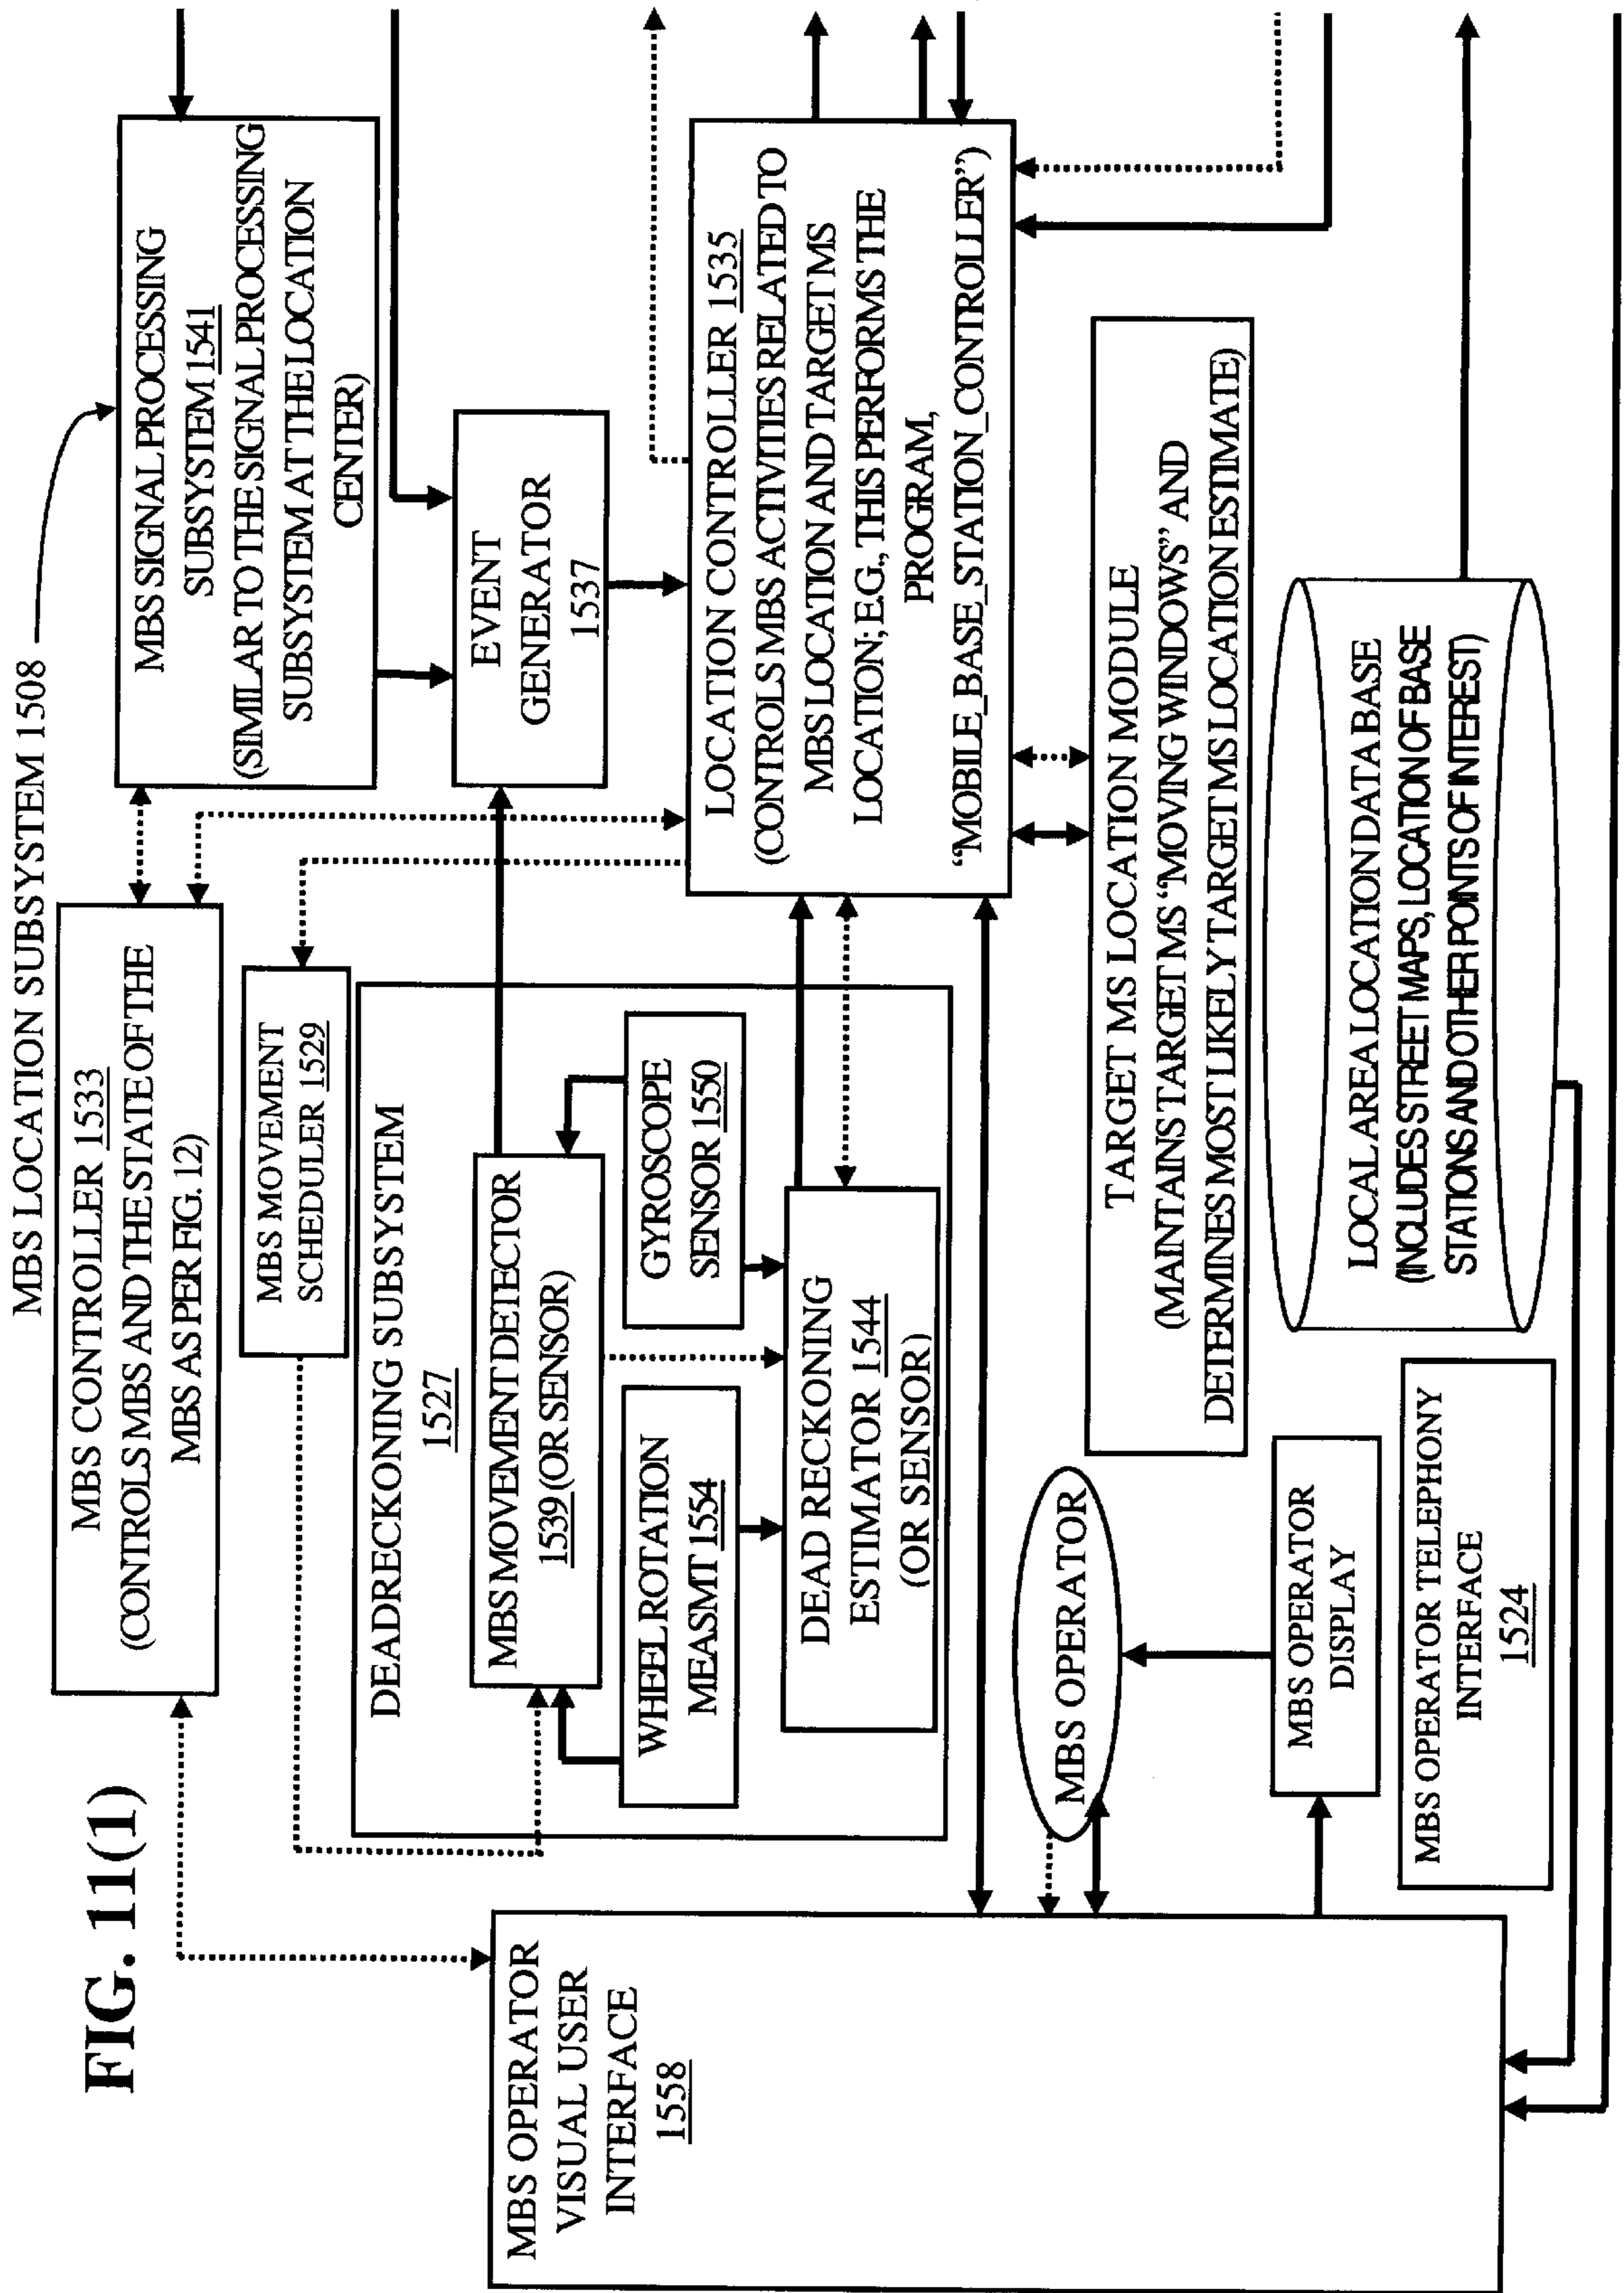 FIG. 11(1)
MBS LOCATION SUBSYSTEM 1508
MBS CONTROLLER 1533
(CONTROLS MBS AND THE STATE OF THE
MBS AS PER FIG. 12)
MBS SIGNAL PROCESSING
SUBSYSTEM 1541
(SIMILAR TO THE SIGNAL PROCESSING
SUBSYSTEM AT THE LOCATION
CENTER)
MBS MOVEMENT
SCHEDULER 1529
DEADRECKONING SUBSYSTEM
1527
MBS MOVEMENT DETECTOR
1539 (OR SENSOR)
WHEEL ROTATION
MEASMT 1554
GYROSCOPE
SENSOR 1550
DEAD RECKONING
ESTIMATOR 1544
(OR SENSOR)
EVENT
GENERATOR
1537
LOCATION CONTROLLER 1535
(CONTROLS MBS ACTIVITIES RELATED TO
MBS LOCATION AND TARGET MS
LOCATION; E.G., THIS PERFORMS THE
PROGRAM,
“MOBILE_BASE_STATION_CONTROLLER”)
MBS OPERATOR
VISUAL USER
INTERFACE
1558
MBS OPERATOR
TARGET MS LOCATION MODULE
(MAINTAINS TARGET MS “MOVING WINDOWS” AND
DETERMINES MOST LIKELY TARGET MS LOCATION ESTIMATE)
MBS OPERATOR
DISPLAY
MBS OPERATOR TELEPHONY
INTERFACE
1524
LOCAL AREA LOCATION DATA BASE
(INCLUDES STREET MAPS, LOCATION OF BASE
STATIONS AND OTHER POINTS OF INTEREST)